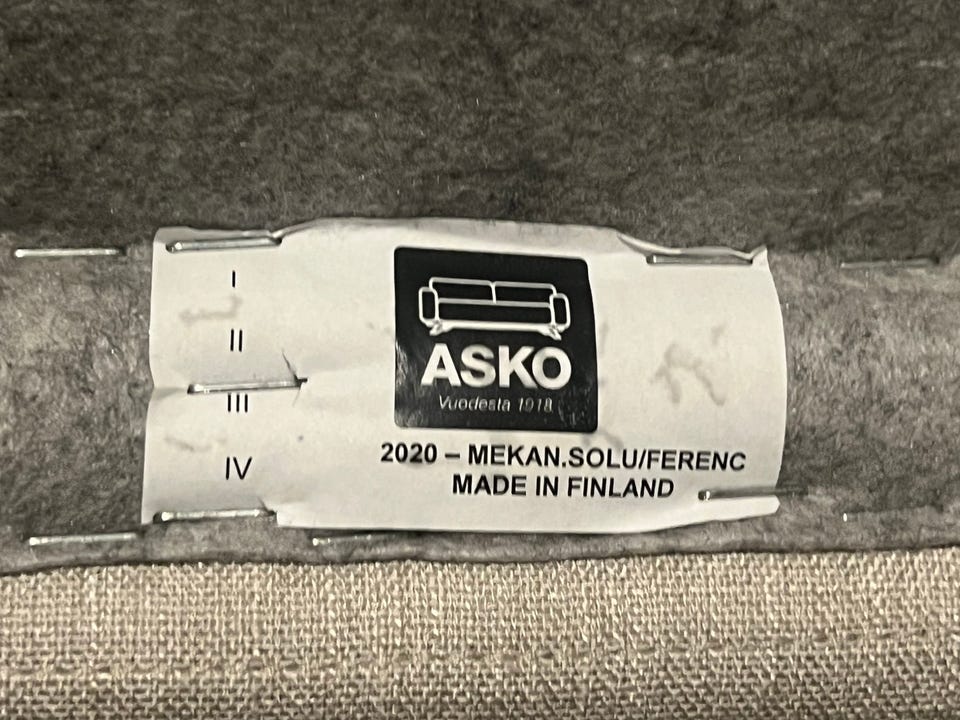 I
II
III
IV
ASKO
Vuodesta 1918
2020 – MEKAN.SOLU/FERENC
MADE IN FINLAND